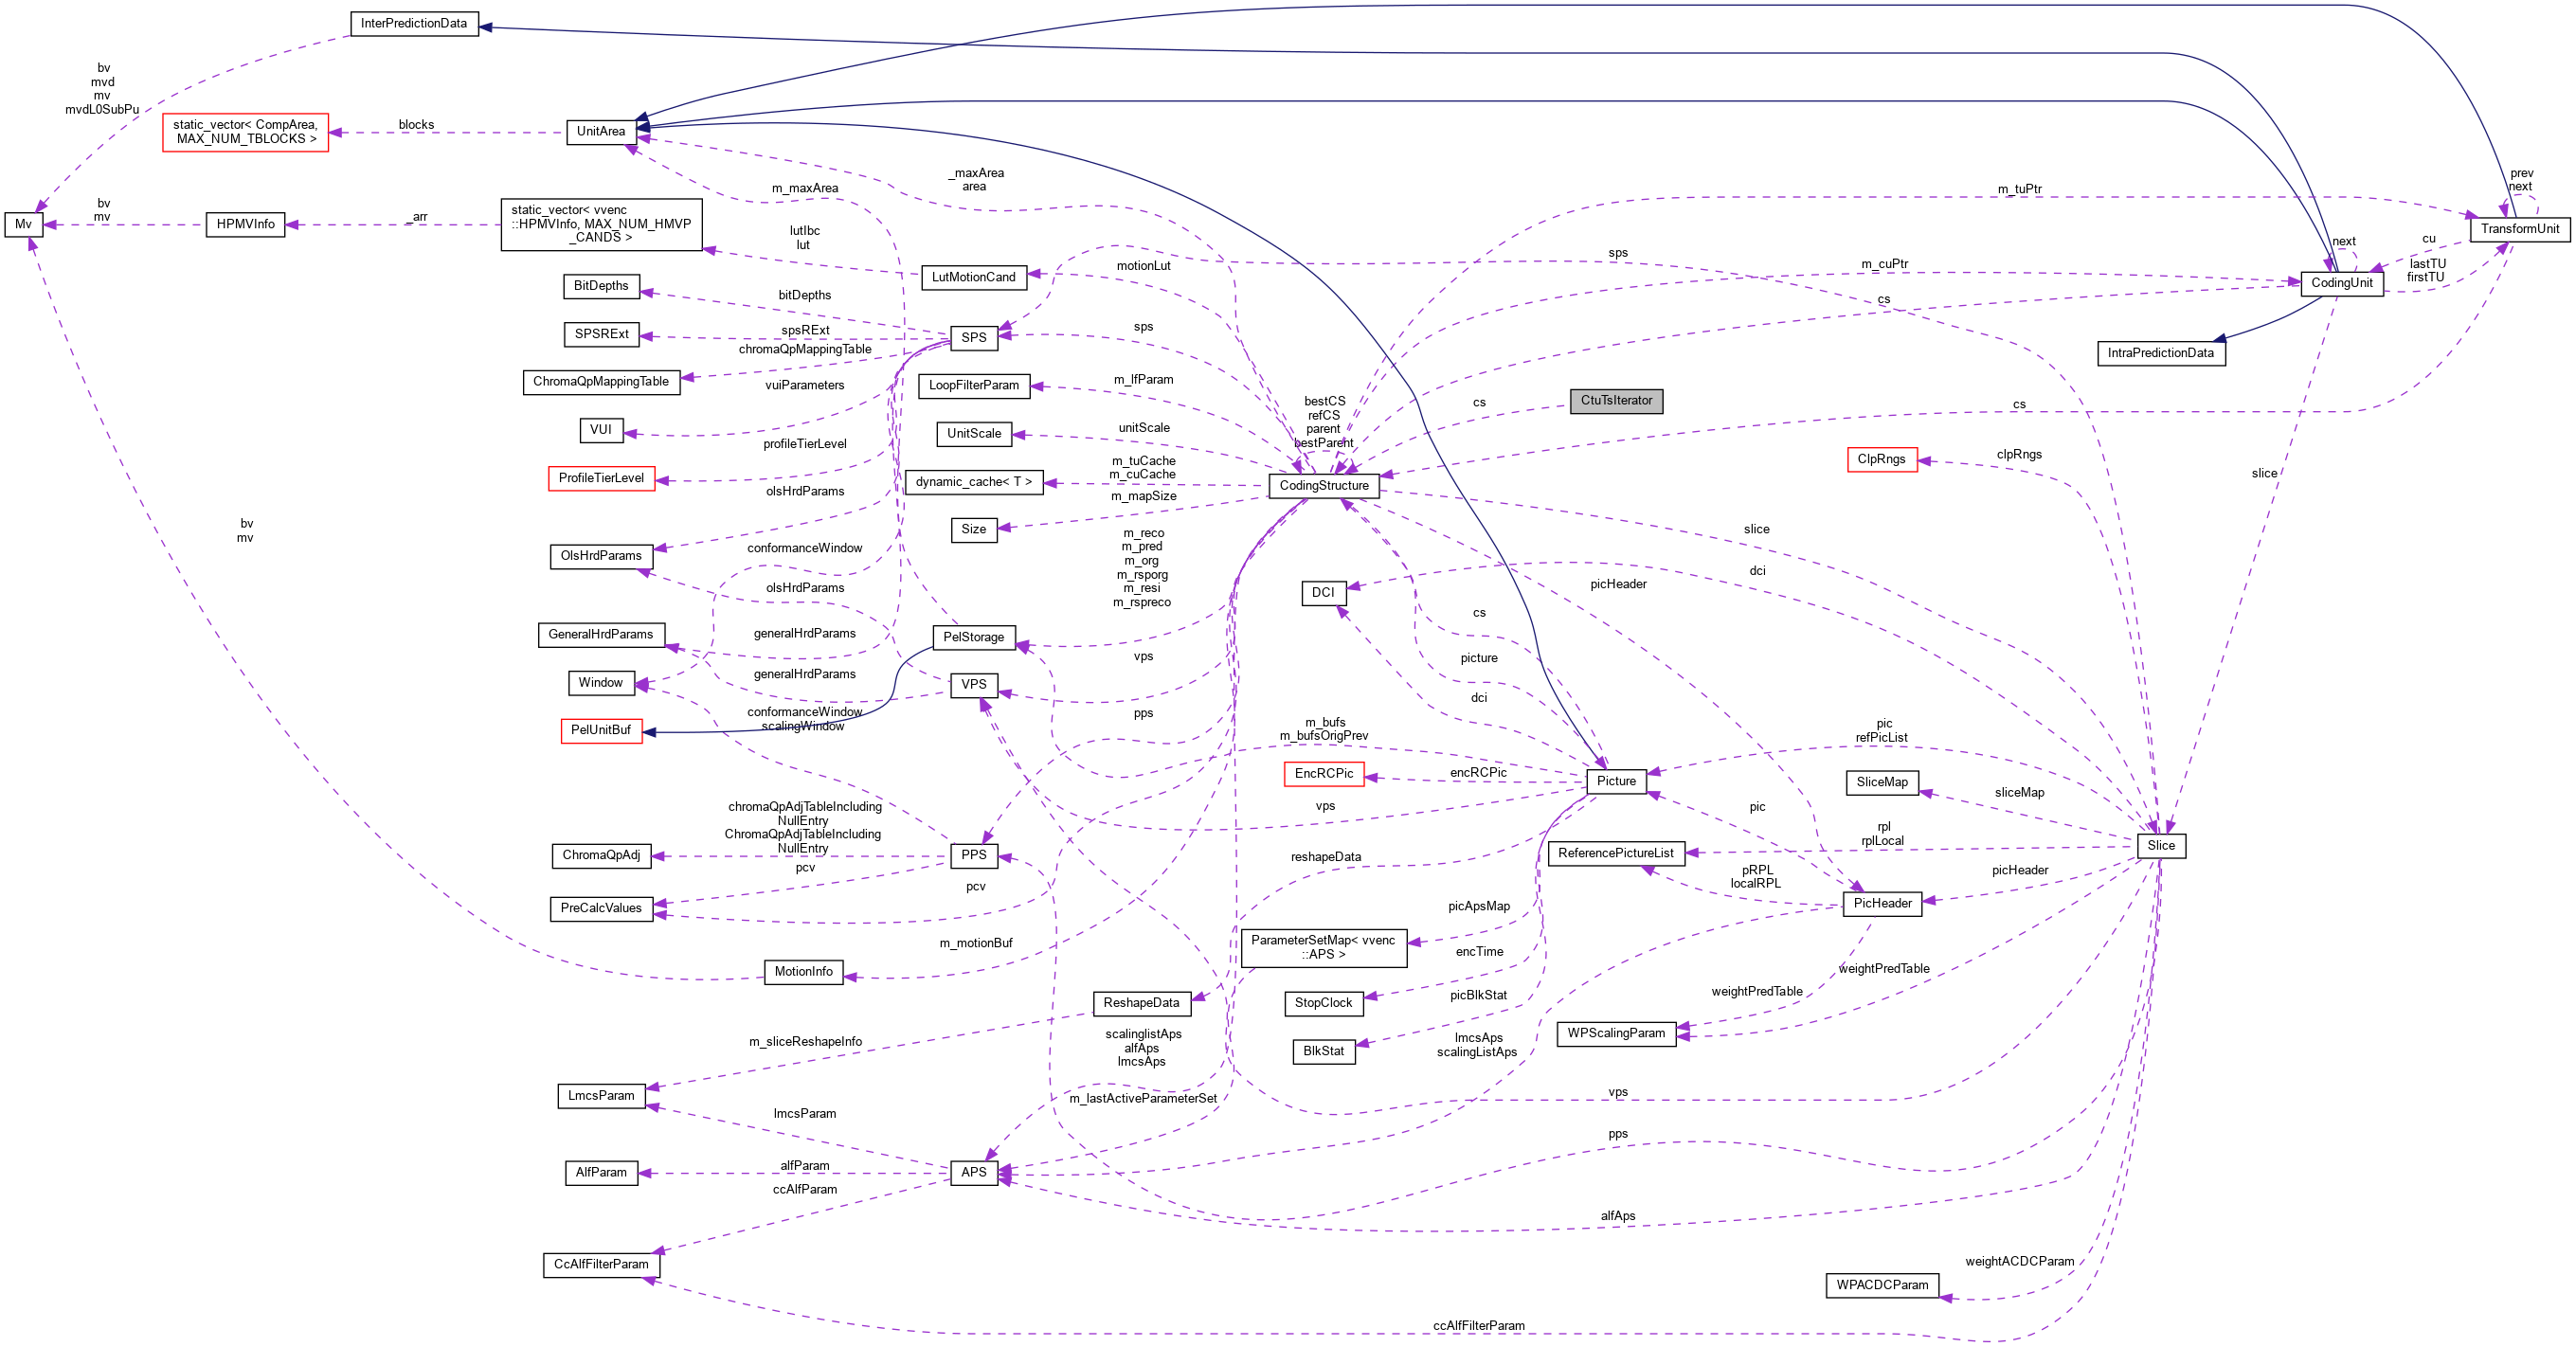 InterPredictionData
bv
mvd
mv
mvdL0SubPu
static_vector< CompArea,
MAX_NUM_TBLOCKS >
blocks
UnitArea
m_maxArea
_maxArea
area
m_tuPtr
prev
next
TransformUnit
Mv
bv
mv
HPMVInfo
_arr
static_vector< vvenc
::HPMVInfo, MAX_NUM_HMVP
_CANDS >
lutIbc
lut
LutMotionCand
motionLut
sps
m_cuPtr
next
cu
CodingUnit
lastTU
firstTU
BitDepths
bitDepths
SPSRExt
spsRExt
SPS
sps
cs
IntraPredictionData
ChromaQpMappingTable
chromaQpMappingTable
vuiParameters
LoopFilterParam
m_lfParam
bestCS
refCS
parent
bestParent
cs
CtuTsIterator
cs
VUI
UnitScale
unitScale
profileTierLevel
ProfileTierLevel
m_tuCache
m_cuCache
dynamic_cache< T >
CodingStructure
clpRngs
ClpRngs
slice
olsHrdParams
m_mapSize
Size
slice
OlsHrdParams
conformanceWindow
m_reco
m_pred
m_org
m_rsporg
m_resi
m_rspreco
DCI
dci
picHeader
olsHrdParams
GeneralHrdParams
generalHrdParams
PelStorage
cs
vps
picture
Window
generalHrdParams
VPS
dci
conformanceWindow
scalingWindow
PelUnitBuf
pps
m_bufs
m_bufsOrigPrev
pic
refPicList
EncRCPic
encRCPic
Picture
SliceMap
sliceMap
chromaQpAdjTableIncluding
NullEntry
ChromaQpAdjTableIncluding
NullEntry
vps
pic
rpl
rplLocal
ChromaQpAdj
PPS
reshapeData
ReferencePictureList
Slice
pcv
pRPL
localRPL
picHeader
PreCalcValues
pcv
picApsMap
PicHeader
m_motionBuf
ParameterSetMap< vvenc
::APS >
encTime
MotionInfo
weightPredTable
ReshapeData
StopClock
picBlkStat
weightPredTable
m_sliceReshapeInfo
scalinglistAps
alfAps
lmcsAps
BlkStat
lmcsAps
scalingListAps
WPScalingParam
LmcsParam
m_lastActiveParameterSet
vps
lmcsParam
pps
AlfParam
alfParam
APS
ccAlfParam
alfAps
CcAlfFilterParam
weightACDCParam
WPACDCParam
ccAlfFilterParam